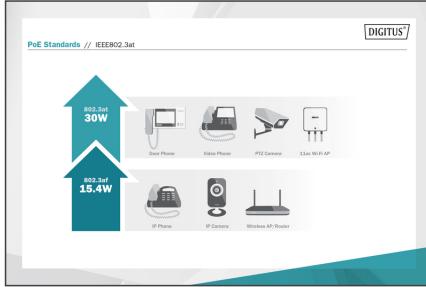 DIGITUS®
PoE Standards // IEEE802.3at
802.3at
30W
Door Phone Video Phone PTZ Camera 11ac Wi-Fi AP
802.3af
15.4W
IP Phone IP Camera Wireless AP/Router